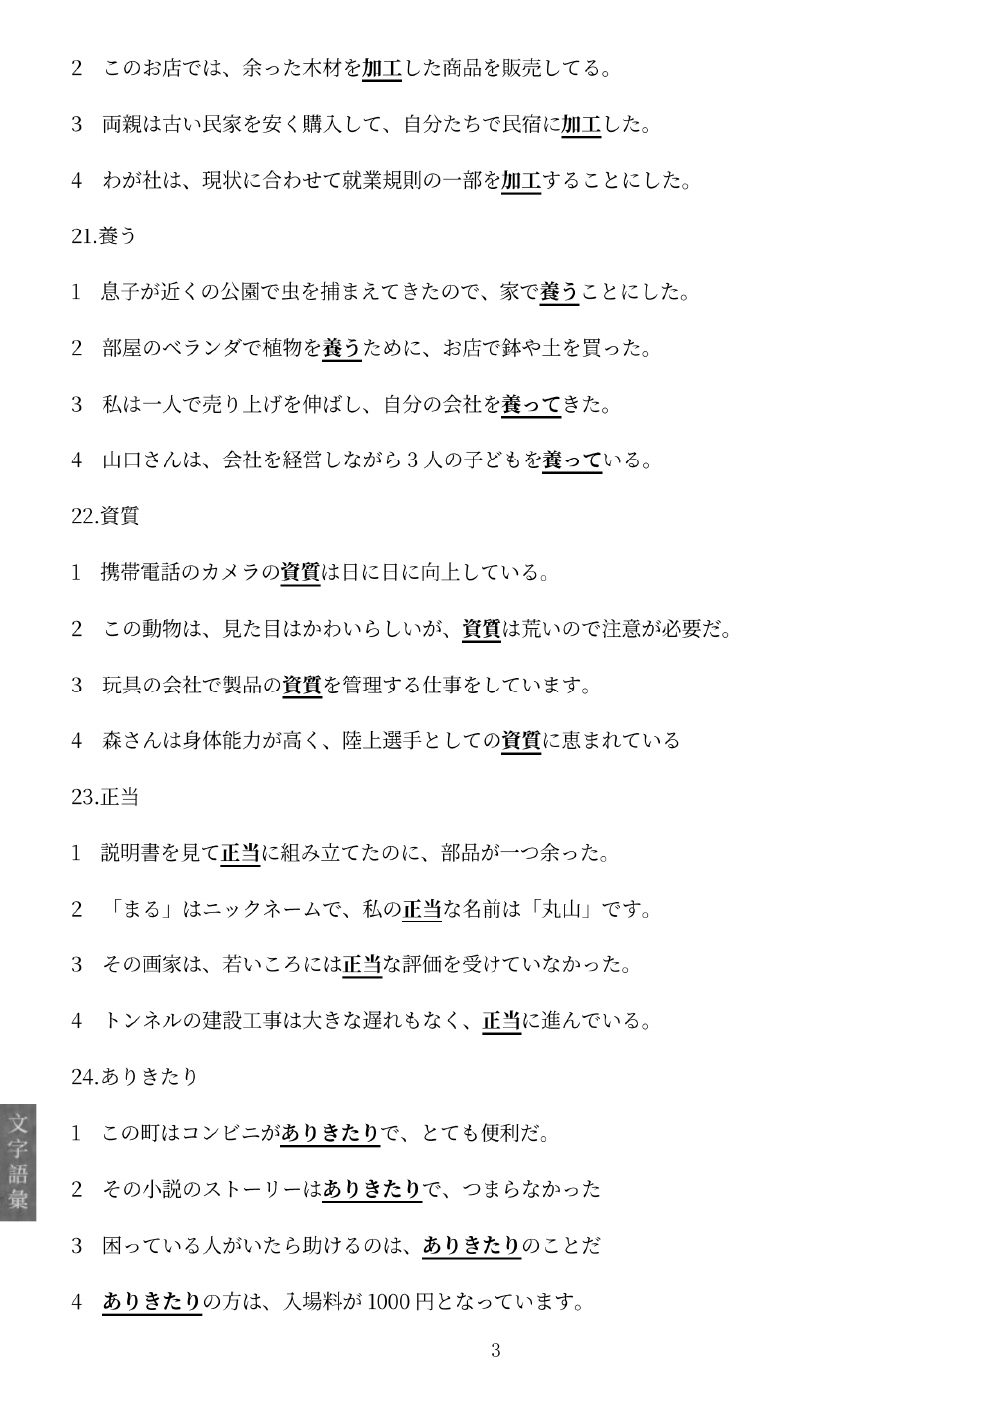 2 このお店では、余った木材を加工した商品を販売してる。
3 両親は古い民家を安く購入して、自分たちで民宿に加工した。
4 わが社は、現状に合わせて就業規則の一部を加工することにした。
21.養う
1 息子が近くの公園で虫を捕まえてきたので、家で養うことにした。
2 部屋のベランダで植物を養うために、お店で鉢や土を買った。
3 私は一人で売り上げを伸ばし、自分の会社を養ってきた。
4 山口さんは、会社を経営しながら 3 人の子どもを養っている。
22.資質
1 携帯電話のカメラの資質は日に日に向上している。
2 この動物は、見た目はかわいらしいが、資質は荒いので注意が必要だ。
3 玩具の会社で製品の資質を管理する仕事をしています。
4 森さんは身体能力が高く、陸上選手としての資質に恵まれている
23.正当
1 説明書を見て正当に組み立てたのに、部品が一つ余った。
2 「まる」はニックネームで、私の正当な名前は「丸山」です。
3 その画家は、若いころには正当な評価を受けていなかった。
4 トンネルの建設工事は大きな遅れもなく、正当に進んでいる。
24.ありきたり
1 この町はコンビニがありきたりで、とても便利だ。
2 その小説のストーリーはありきたりで、つまらなかった
3 困っている人がいたら助けるのは、ありきたりのことだ
4 ありきたりの方は、入場料が 1000 円となっています。
文字語彙
3